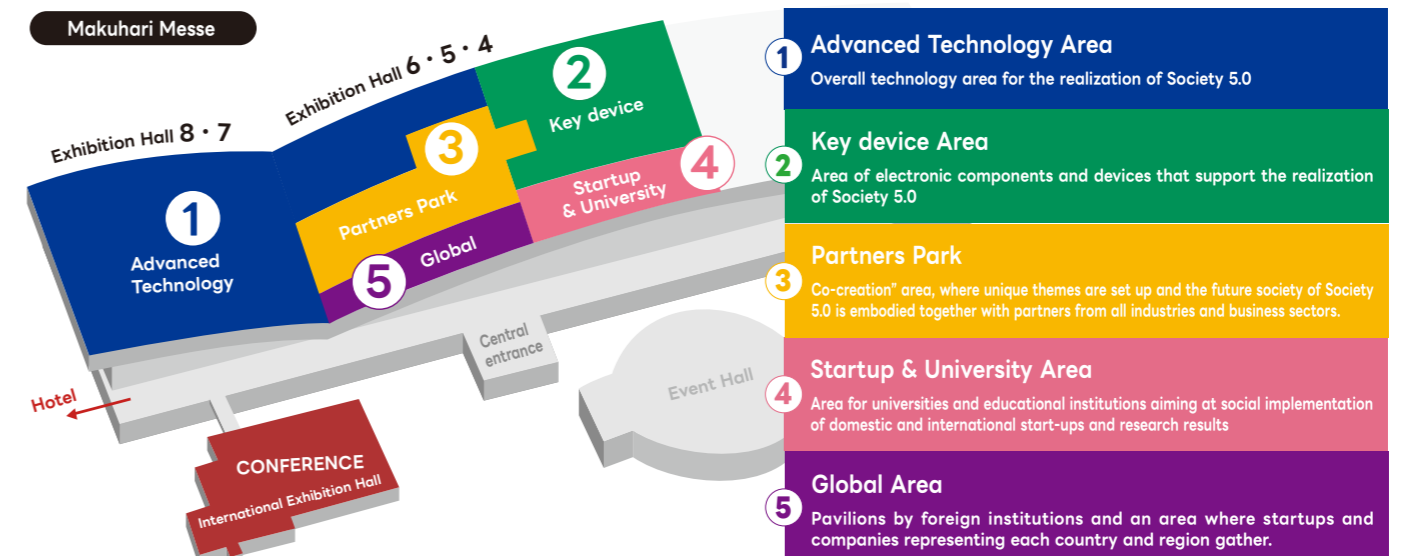 Makuhari Messe
Exhibition Hall 8・7
Exhibition Hall 6・5・4
1
Advanced
Technology
2
Key device
3
Partners Park
4
Startup
& University
5
Global
Central
entrance
Event Hall
Hotel
CONFERENCE
International Exhibition Hall
1
Advanced Technology Area
Overall technology area for the realization of Society 5.0
2
Key device Area
Area of electronic components and devices that support the realization
of Society 5.0
3
Partners Park
Co-creation” area, where unique themes are set up and the future society of Society
5.0 is embodied together with partners from all industries and business sectors.
4
Startup & University Area
Area for universities and educational institutions aiming at social implementation
of domestic and international start-ups and research results
5
Global Area
Pavilions by foreign institutions and an area where startups and
companies representing each country and region gather.